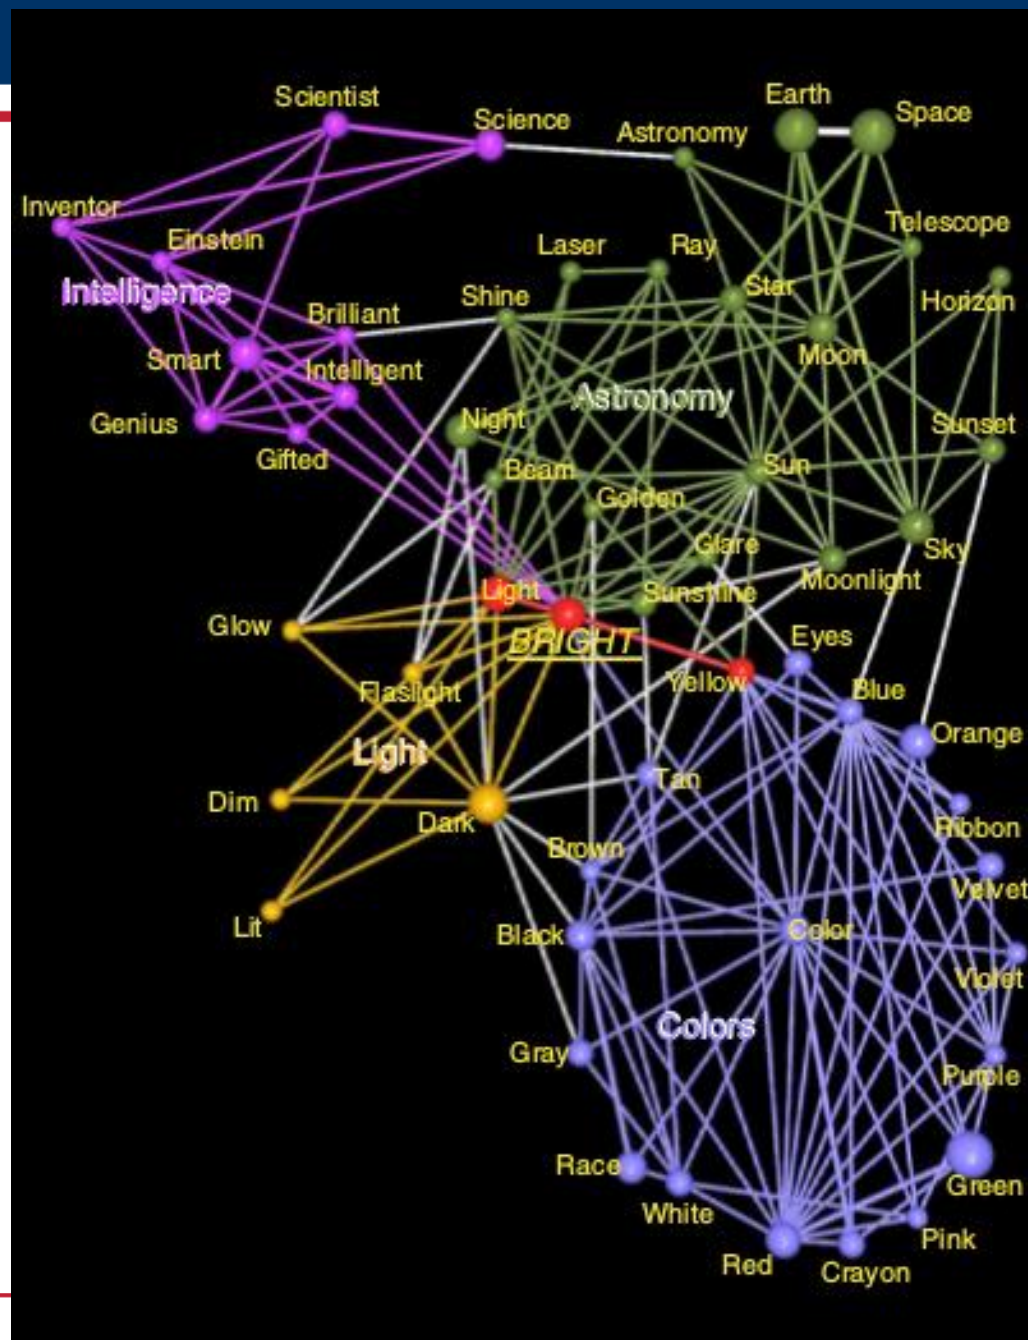 Earth
Scientist
Space
Science
Astronomy
Inventor
Telescope
Einstein
Laser
Ray
Intelligence
Star
Shine
Horizon
Brilliant
Smart
Moon
Intelligent
Astronomy
Genius
Night
Sunset
Gifted
Beam
Sun
Golden
Glare
Sky
Moonlight
Light
Sunshine
Glow
BRIGHT
Eyes
Flaslight
Yellow
Blue
Orange
Light
Tan
Dim
Dark
Ribbon
Brown
Velvet
Lit
Black
Color
Violet
Colors
Gray
Purple
Race
Green
White
Pink
Red
Crayon